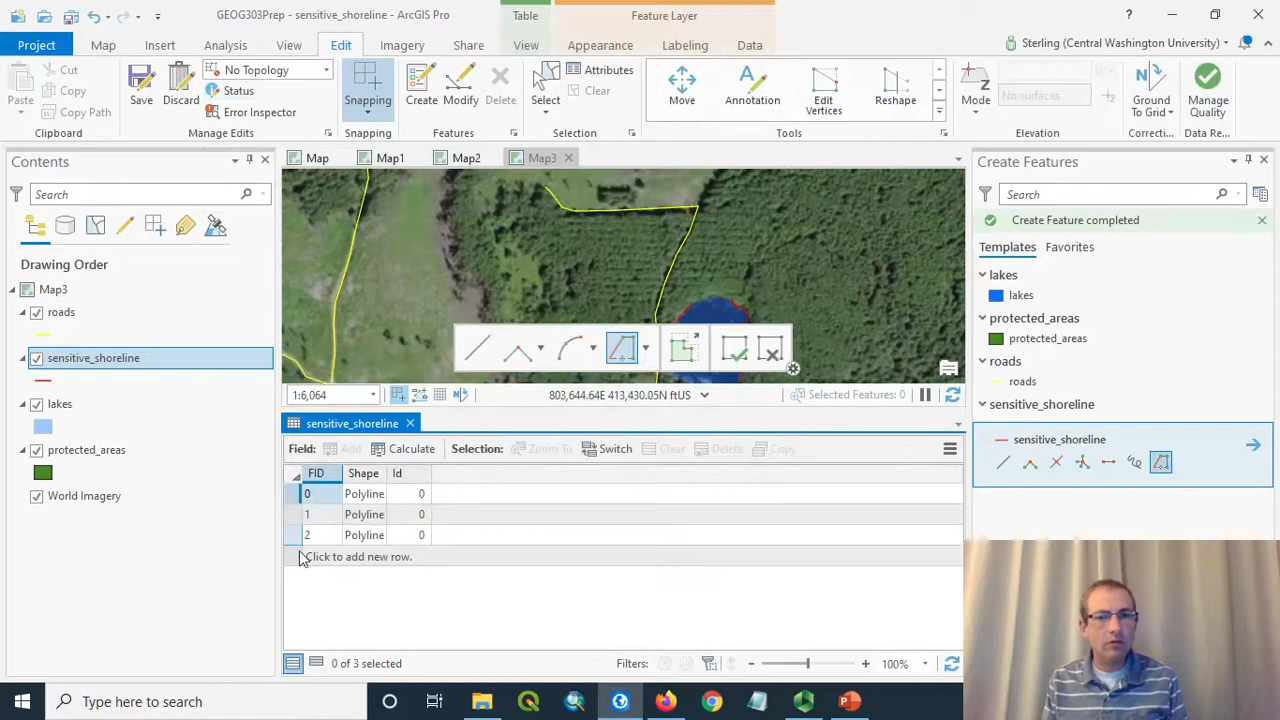 GEOG303Prep - sensitive_shoreline - ArcGIS Pro
Table
Feature Layer
?
Project
Map
Insert
Analysis
View
Edit
Imagery
Share
View
Appearance
Labeling
Data
Sterling (Central Washington University)
Paste
Cut
Copy
Copy Path
Clipboard
Save
Discard
No Topology
Status
Error Inspector
Manage Edits
Snapping
Snapping
Create
Modify
Delete
Features
Select
Attributes
Clear
Selection
Move
Annotation
Edit Vertices
Reshape
Tools
Mode
No surfaces
Elevation
Ground To Grid
Correcti...
Manage Quality
Data Re...
Contents
Search
Drawing Order
Map3
roads
sensitive_shoreline
lakes
protected_areas
World Imagery
Map
Map1
Map2
Map3
1:6,064
803,644.64E 413,430.05N ftUS
Selected Features: 0
sensitive_shoreline
Field:
Add
Calculate
Selection:
Zoom To
Switch
Clear
Delete
Copy
FID
Shape
Id
0
Polyline
0
1
Polyline
0
2
Polyline
0
Click to add new row.
0 of 3 selected
Filters:
100%
Create Features
Search
Create Feature completed
Templates
Favorites
lakes
lakes
protected_areas
protected_areas
roads
roads
sensitive_shoreline
sensitive_shoreline
Type here to search